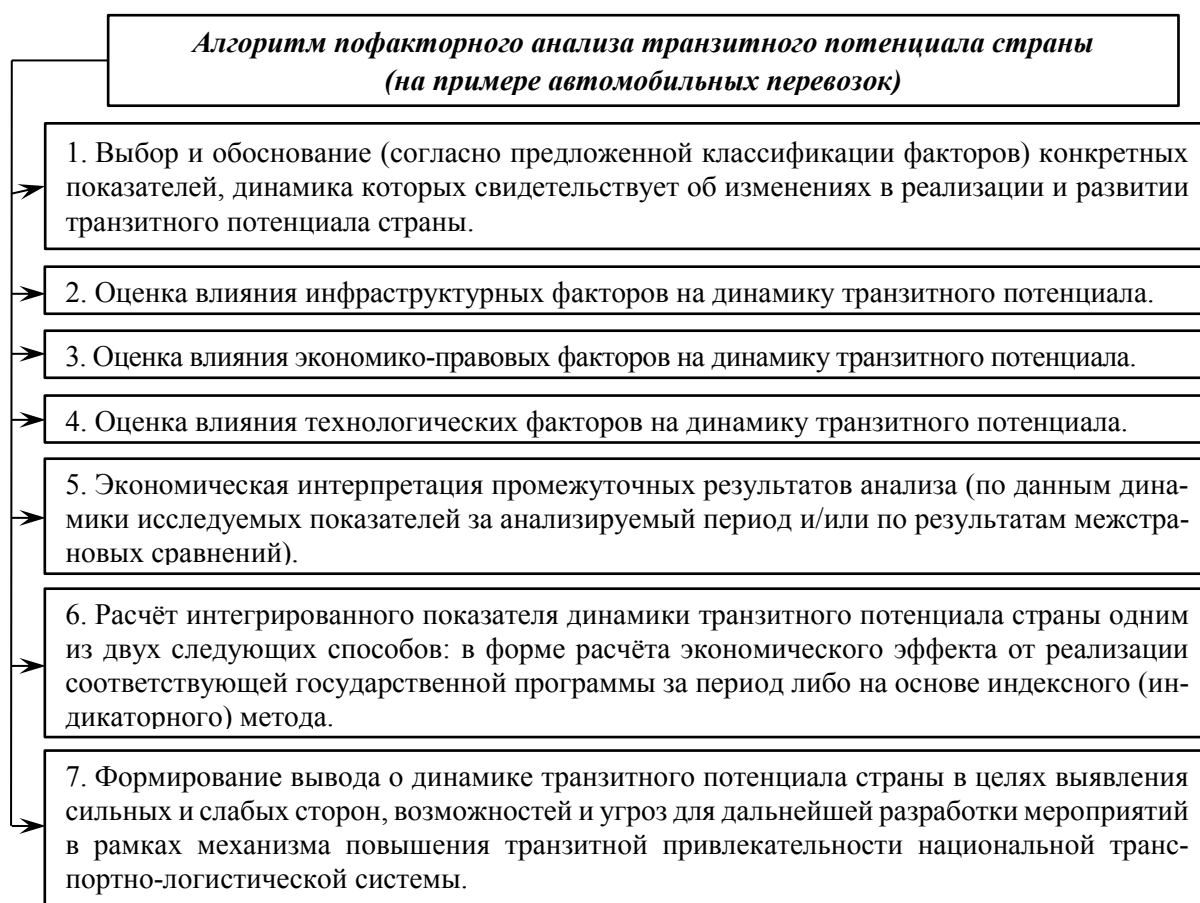 Алгоритм пофакторного анализа транзитного потенциала страны
(на примере автомобильных перевозок)
1. Выбор и обоснование (согласно предложенной классификации факторов) конкретных
показателей, динамика которых свидетельствует об изменениях в реализации и развитии
транзитного потенциала страны.
2. Оценка влияния инфраструктурных факторов на динамику транзитного потенциала.
3. Оценка влияния экономико-правовых факторов на динамику транзитного потенциала.
4. Оценка влияния технологических факторов на динамику транзитного потенциала.
5. Экономическая интерпретация промежуточных результатов анализа (по данным дина-
мики исследуемых показателей за анализируемый период и/или по результатам межстра-
новых сравнений).
6. Расчёт интегрированного показателя динамики транзитного потенциала страны одним
из двух следующих способов: в форме расчёта экономического эффекта от реализации
соответствующей государственной программы за период либо на основе индексного (ин-
дикаторного) метода.
7. Формирование вывода о динамике транзитного потенциала страны в целях выявления
сильных и слабых сторон, возможностей и угроз для дальнейшей разработки мероприятий
в рамках механизма повышения транзитной привлекательности национальной транс-
портно-логистической системы.